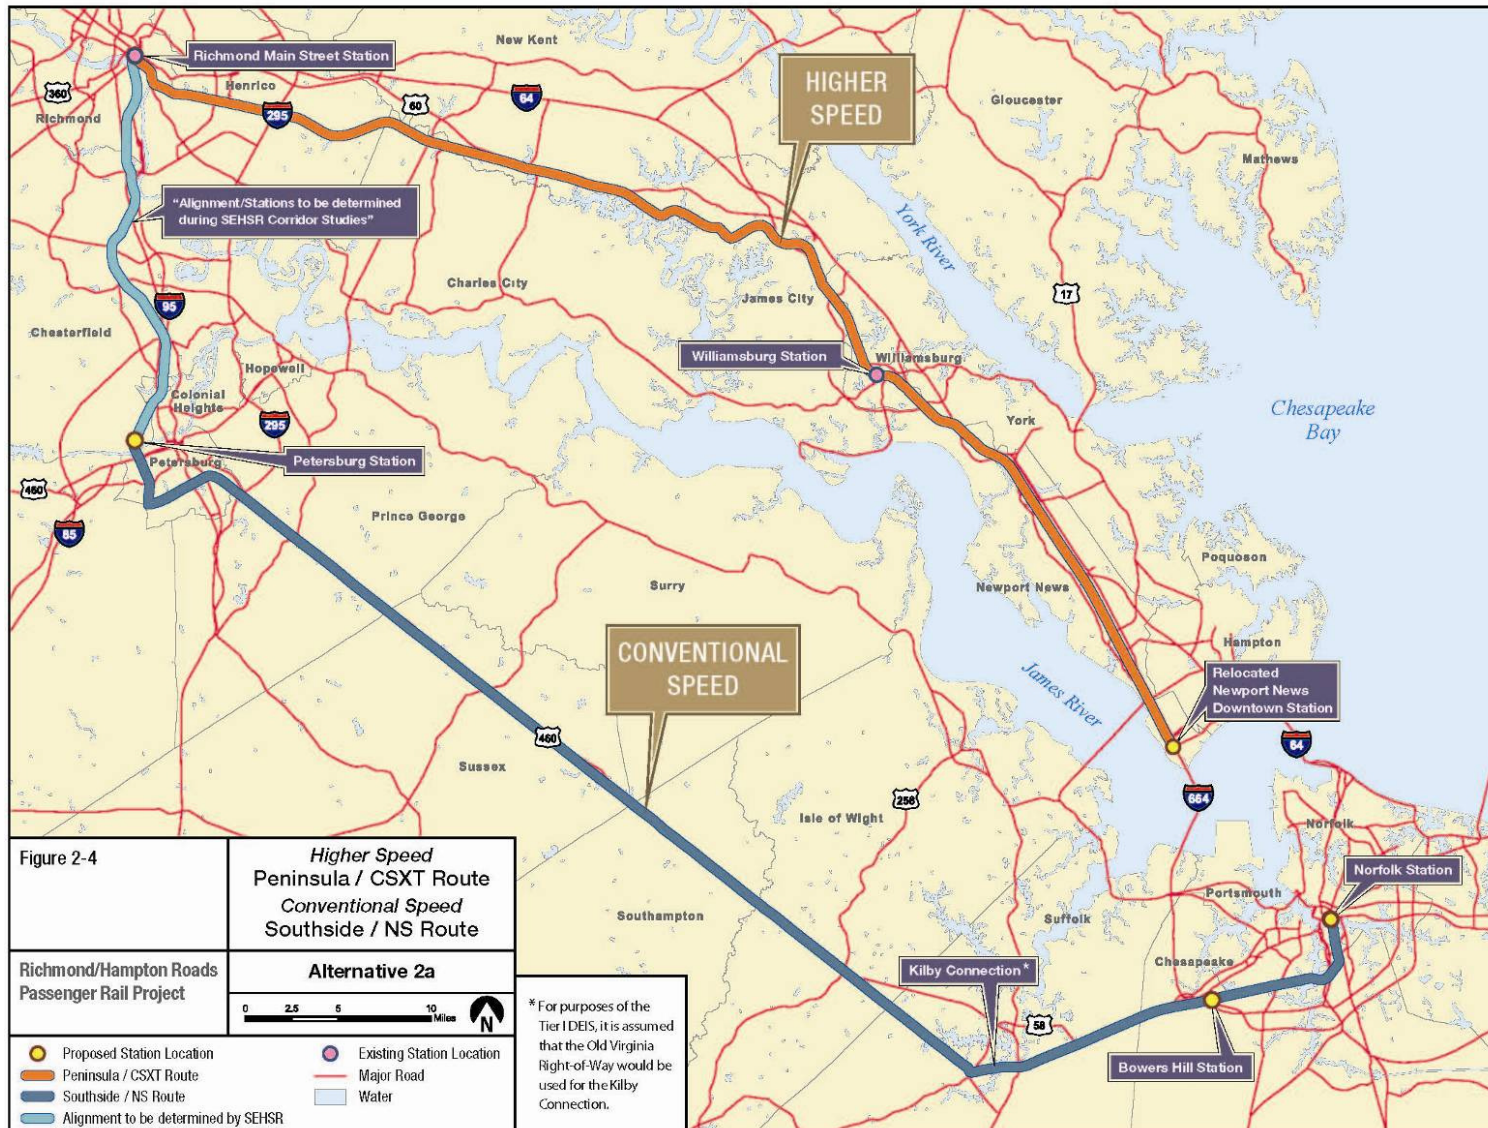 New Kent
Richmond Main Street Station
HIGHER
SPEED
360
Henrico
64
60
295
Gloucester
Richmond
Mathews
"Alignment/Stations to be determined
during SEHSR Corridor Studies"
York River
Charles City
James City
17
95
Chesterfield
Williamsburg Station
Williamsburg
Hopewell
Colonial
Heights
295
York
Chesapeake
Bay
Petersburg Station
Petersburg
460
Prince George
85
Poquoson
Surry
Newport News
Hampton
CONVENTIONAL
SPEED
James River
Relocated
Newport News
Downtown Station
460
64
Sussex
258
664
Isle of Wight
Norfolk
Norfolk Station
Portsmouth
Southampton
Suffolk
Chesapeake
Kilby Connection*
58
Bowers Hill Station
Figure 2-4
Higher Speed
Peninsula / CSXT Route
Conventional Speed
Southside / NS Route
Richmond/Hampton Roads
Passenger Rail Project
Alternative 2a
0 2.5 5 10
Miles
N
Proposed Station Location
Peninsula / CSXT Route
Southside / NS Route
Alignment to be determined by SEHSR
Existing Station Location
Major Road
Water
* For purposes of the
Tier I DEIS, it is assumed
that the Old Virginia
Right-of-Way would be
used for the Kilby
Connection.